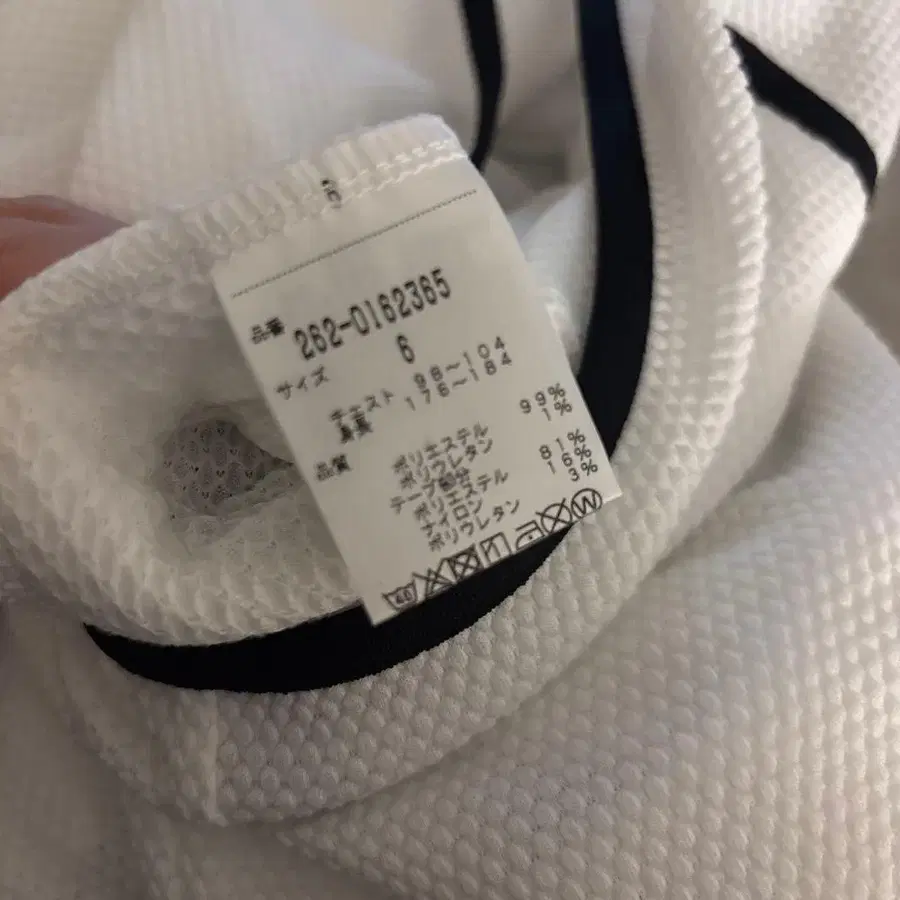 6
品番 262-0162365
サイズ 6
チェスト 98～104
身長 176～184
品質
ポリエステル 99%
ポリウレタン 1%
テープ部分
ポリエステル 81%
ナイロン 16%
ポリウレタン 3%
40 W